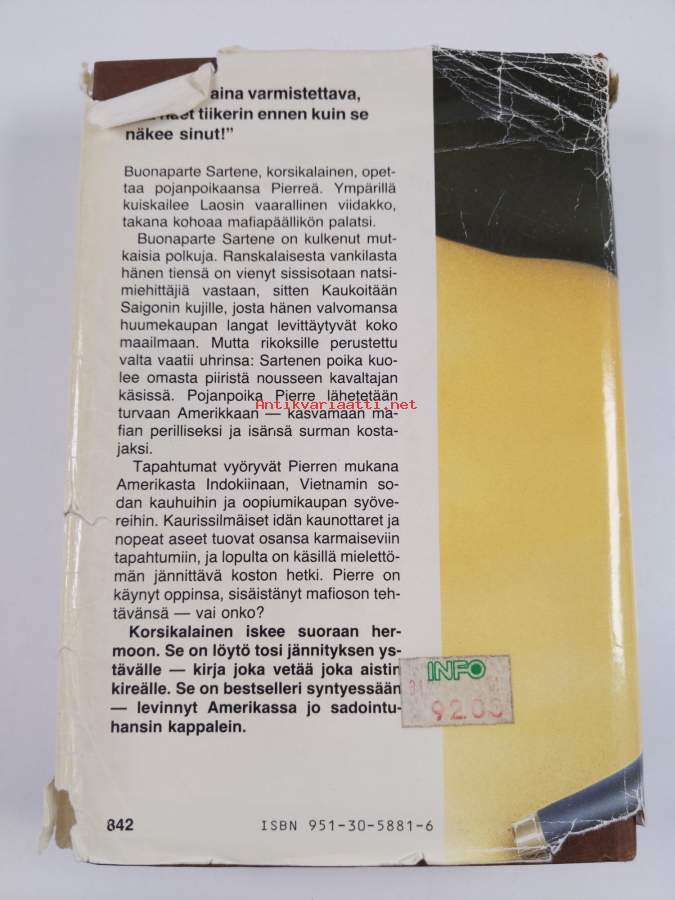 aina varmistettava,
näet tiikerin ennen kuin se
näkee sinut!”
Buonaparte Sartene, korsikalainen, opet-
taa pojanpoikaansa Pierreä. Ympärillä
kuiskailee Laosin vaarallinen viidakko,
takana kohoaa mafiapäällikön palatsi.
Buonaparte Sartene on kulkenut mut-
kaisia polkuja. Ranskalaisesta vankilasta
hänen tiensä on vienyt sissisotaan natsi-
miehittäjiä vastaan, sitten Kaukoitään
Saigonin kujille, josta hänen valvomansa
huumekaupan langat levittäytyvät koko
maailmaan. Mutta rikoksille perustettu
valta vaatii uhrinsa: Sartenen poika kuo-
lee omasta piiristä nousseen kavaltajan
käsissä. Pojanpoika Pierre lähetetään
turvaan Amerikkaan — kasvamaan ma-
fian perilliseksi ja isänsä surman kosta-
jaksi.
Antikvariaatti.net
Tapahtumat vyöryvät Pierren mukana
Amerikasta Indokiinaan, Vietnamin so-
dan kauhuihin ja oopiumikaupan syöve-
reihin. Kaurissilmäiset idän kaunottaret ja
nopeat aseet tuovat osansa karmaiseviin
tapahtumiin, ja lopulta on käsillä mielettö-
män jännittävä koston hetki. Pierre on
käynyt oppinsa, sisäistänyt mafioson teh-
tävänsä — vai onko?
Korsikalainen iskee suoraan her-
moon. Se on löytö tosi jännityksen ys-
tävälle — kirja joka vetää joka aistin
kireälle. Se on bestselleri syntyessään
— levinnyt Amerikassa jo sadointu-
hansin kappalein.
INFO
92.00
842
ISBN 951-30-5881-6